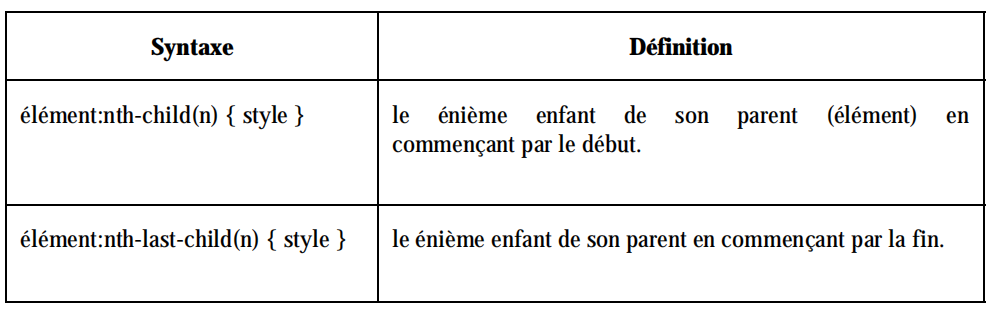 Syntaxe
Définition
élément:nth-child(n) { style }
le énième enfant de son parent (élément) en
commençant par le début.
élément:nth-last-child(n) { style }
le énième enfant de son parent en commençant par la fin.